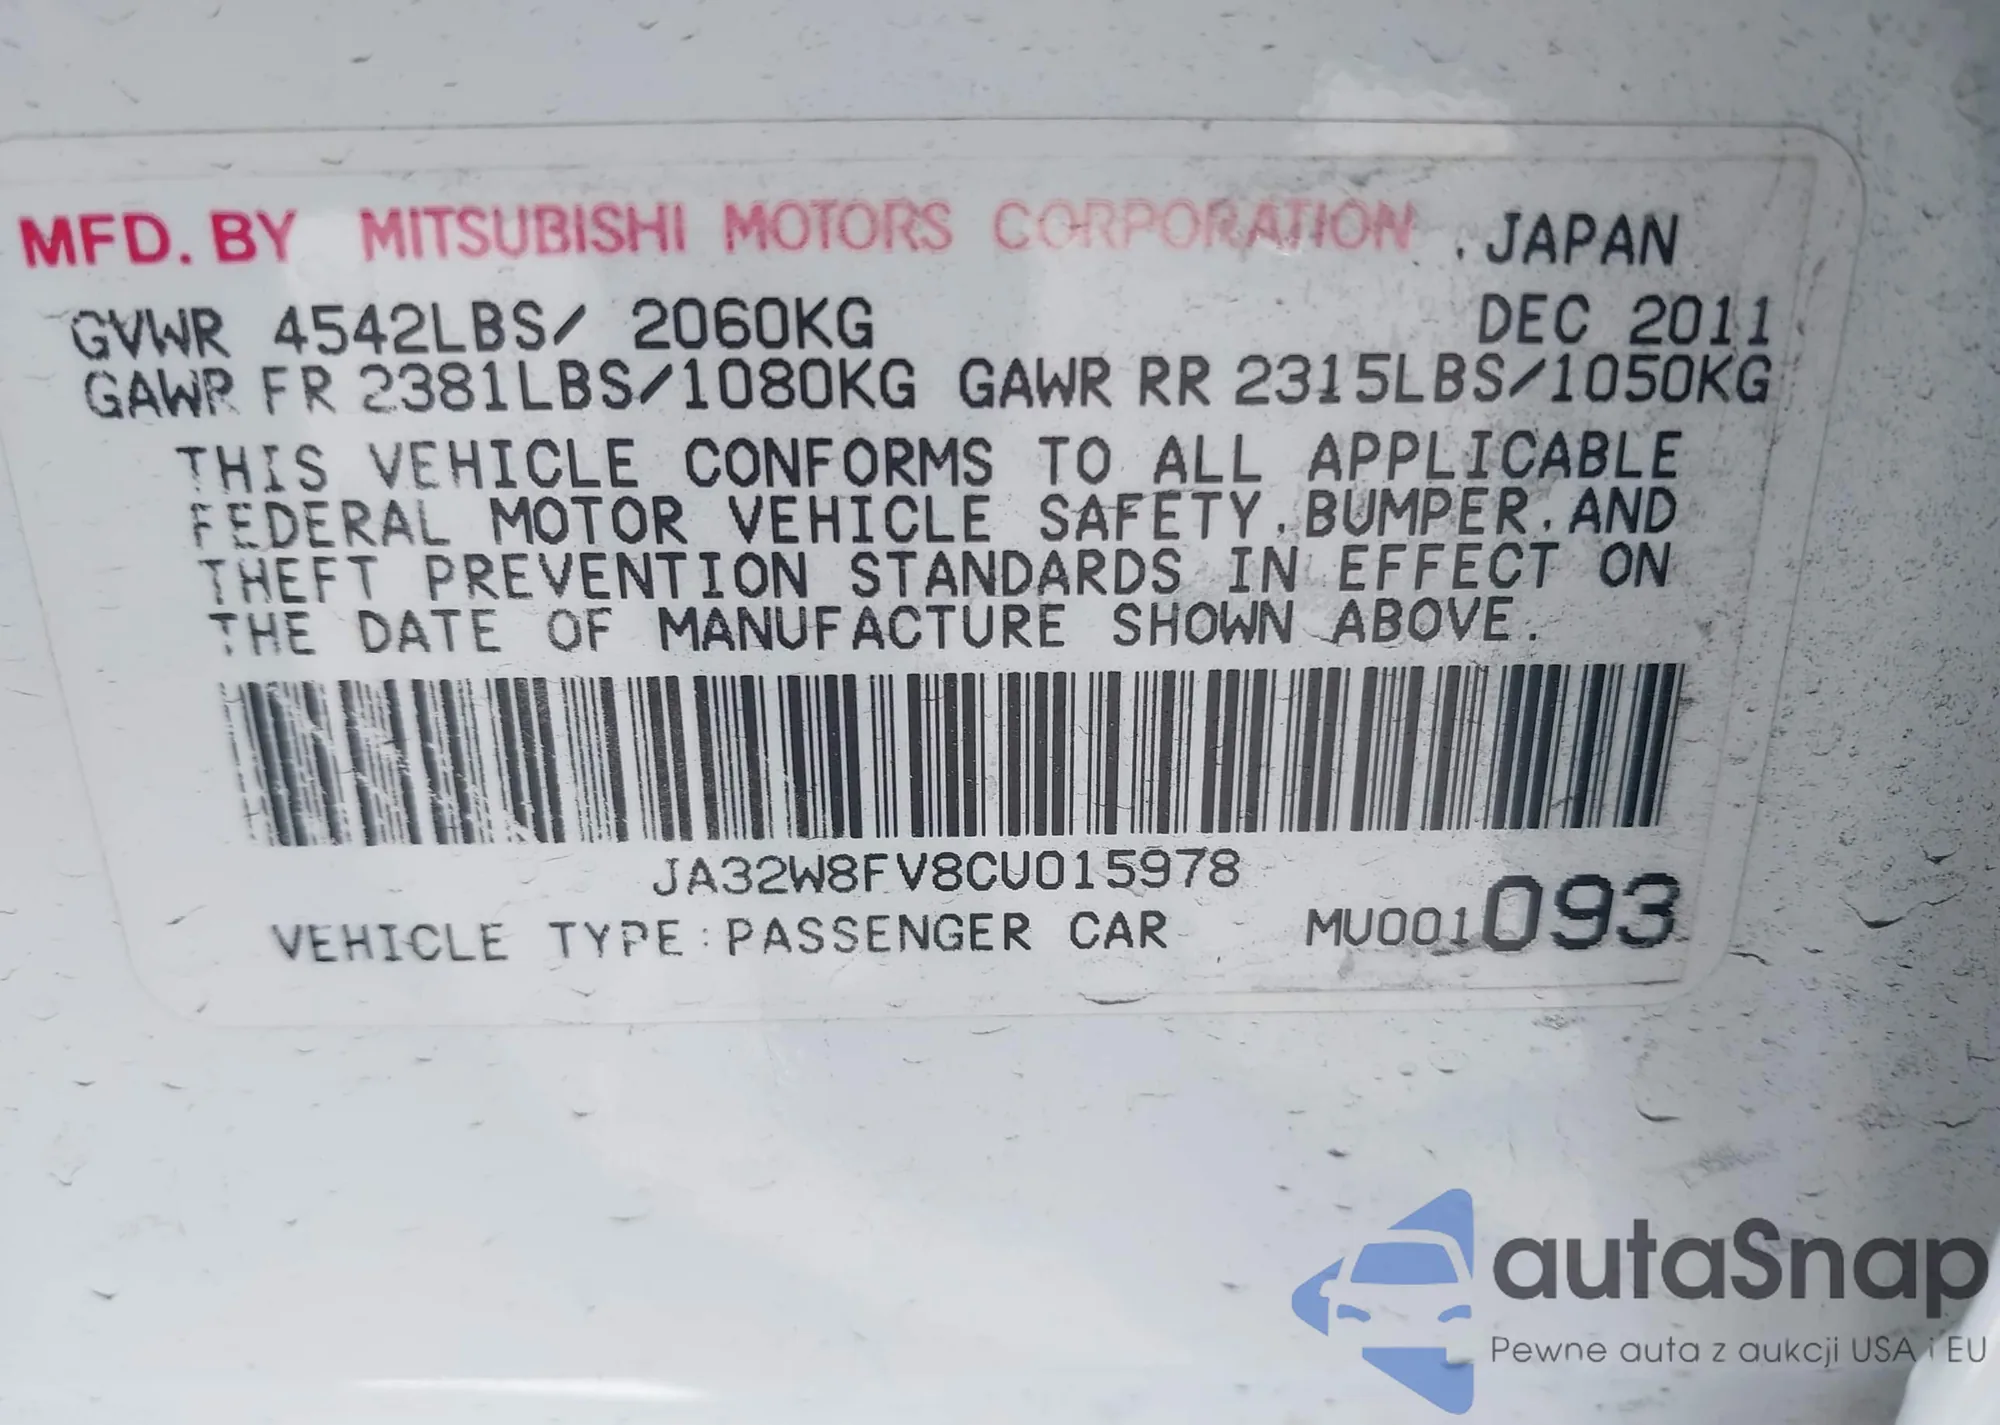 MFD. BY MITSUBISHI MOTORS CORPORATION . JAPAN
GVWR 4542LBS/ 2060KG DEC 2011
GAWR FR 2381LBS/1080KG GAWR RR 2315LBS/1050KG
THIS VEHICLE CONFORMS TO ALL APPLICABLE
FEDERAL MOTOR VEHICLE SAFETY.BUMPER.AND
THEFT PREVENTION STANDARDS IN EFFECT ON
THE DATE OF MANUFACTURE SHOWN ABOVE.
JA32W8FV8CU015978
VEHICLE TYPE:PASSENGER CAR MU001093
autaSnap
Pewne auta z aukcji USA i EU